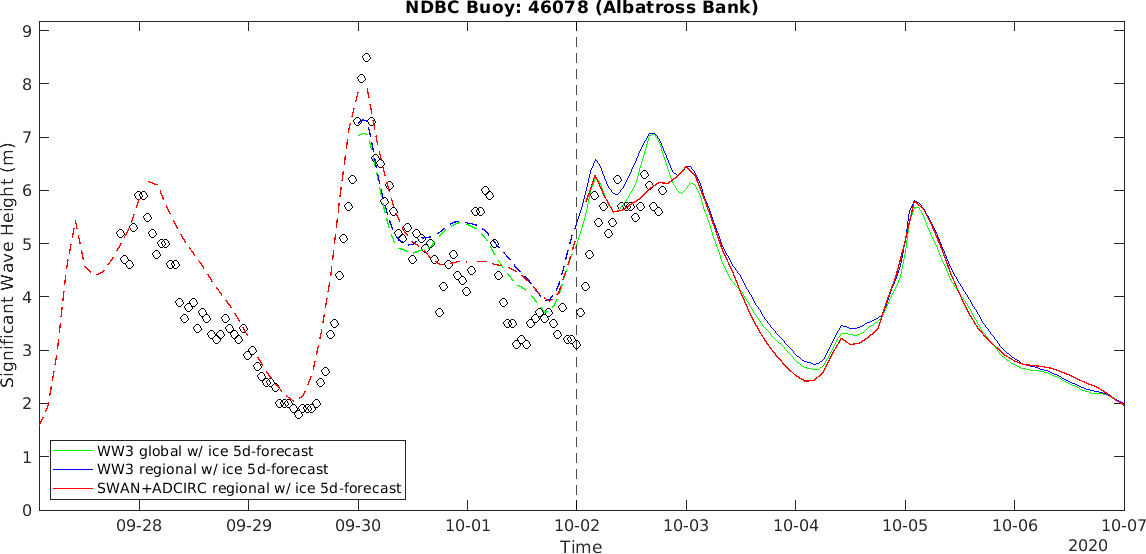 NDBC Buoy: 46078 (Albatross Bank)
9
8
7
6
5
4
3
2
1
0
Significant Wave Height (m)
WW3 global w/ ice 5d-forecast
WW3 regional w/ ice 5d-forecast
SWAN+ADCIRC regional w/ ice 5d-forecast
09-28 09-29 09-30 10-01 10-02 10-03 10-04 10-05 10-06 10-07
Time
2020